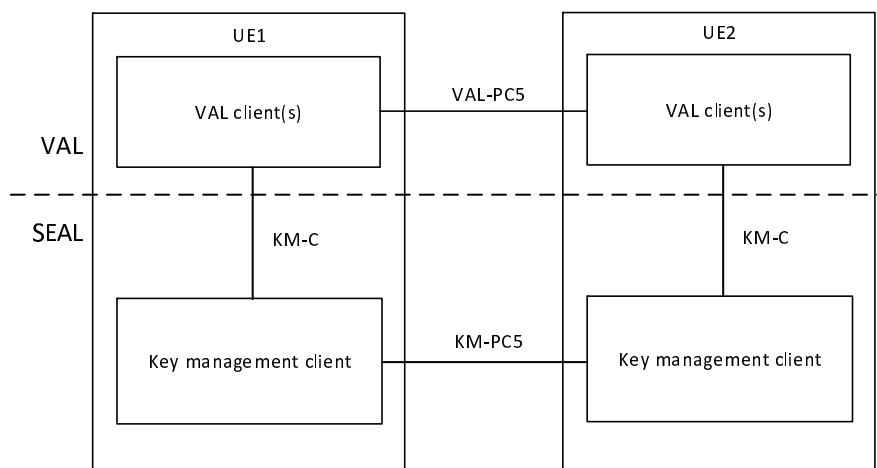 UE1
UE2
VAL client(s)
VAL-PC5
VAL client(s)
VAL
SEAL
KM-C
KM-C
Key management client
KM-PC5
Key management client